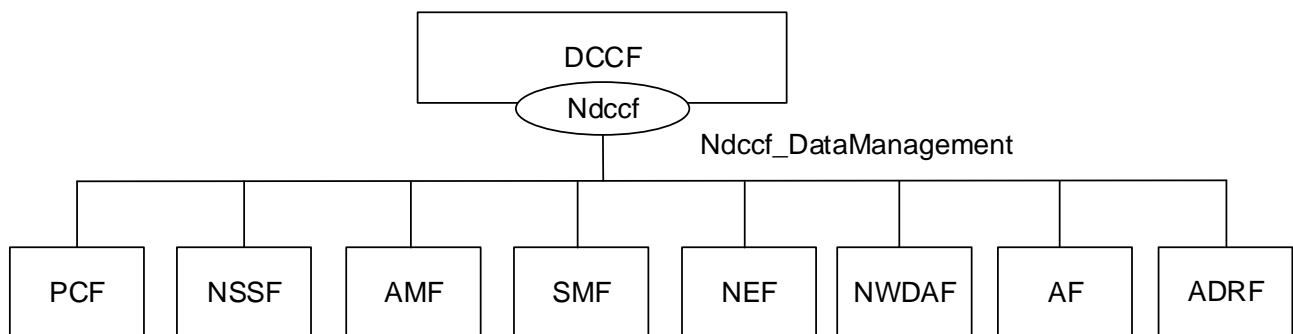 DCCF
Ndccf
Ndccf_DataManagement
PCF NSSF AMF SMF NEF NWDAF AF ADRF